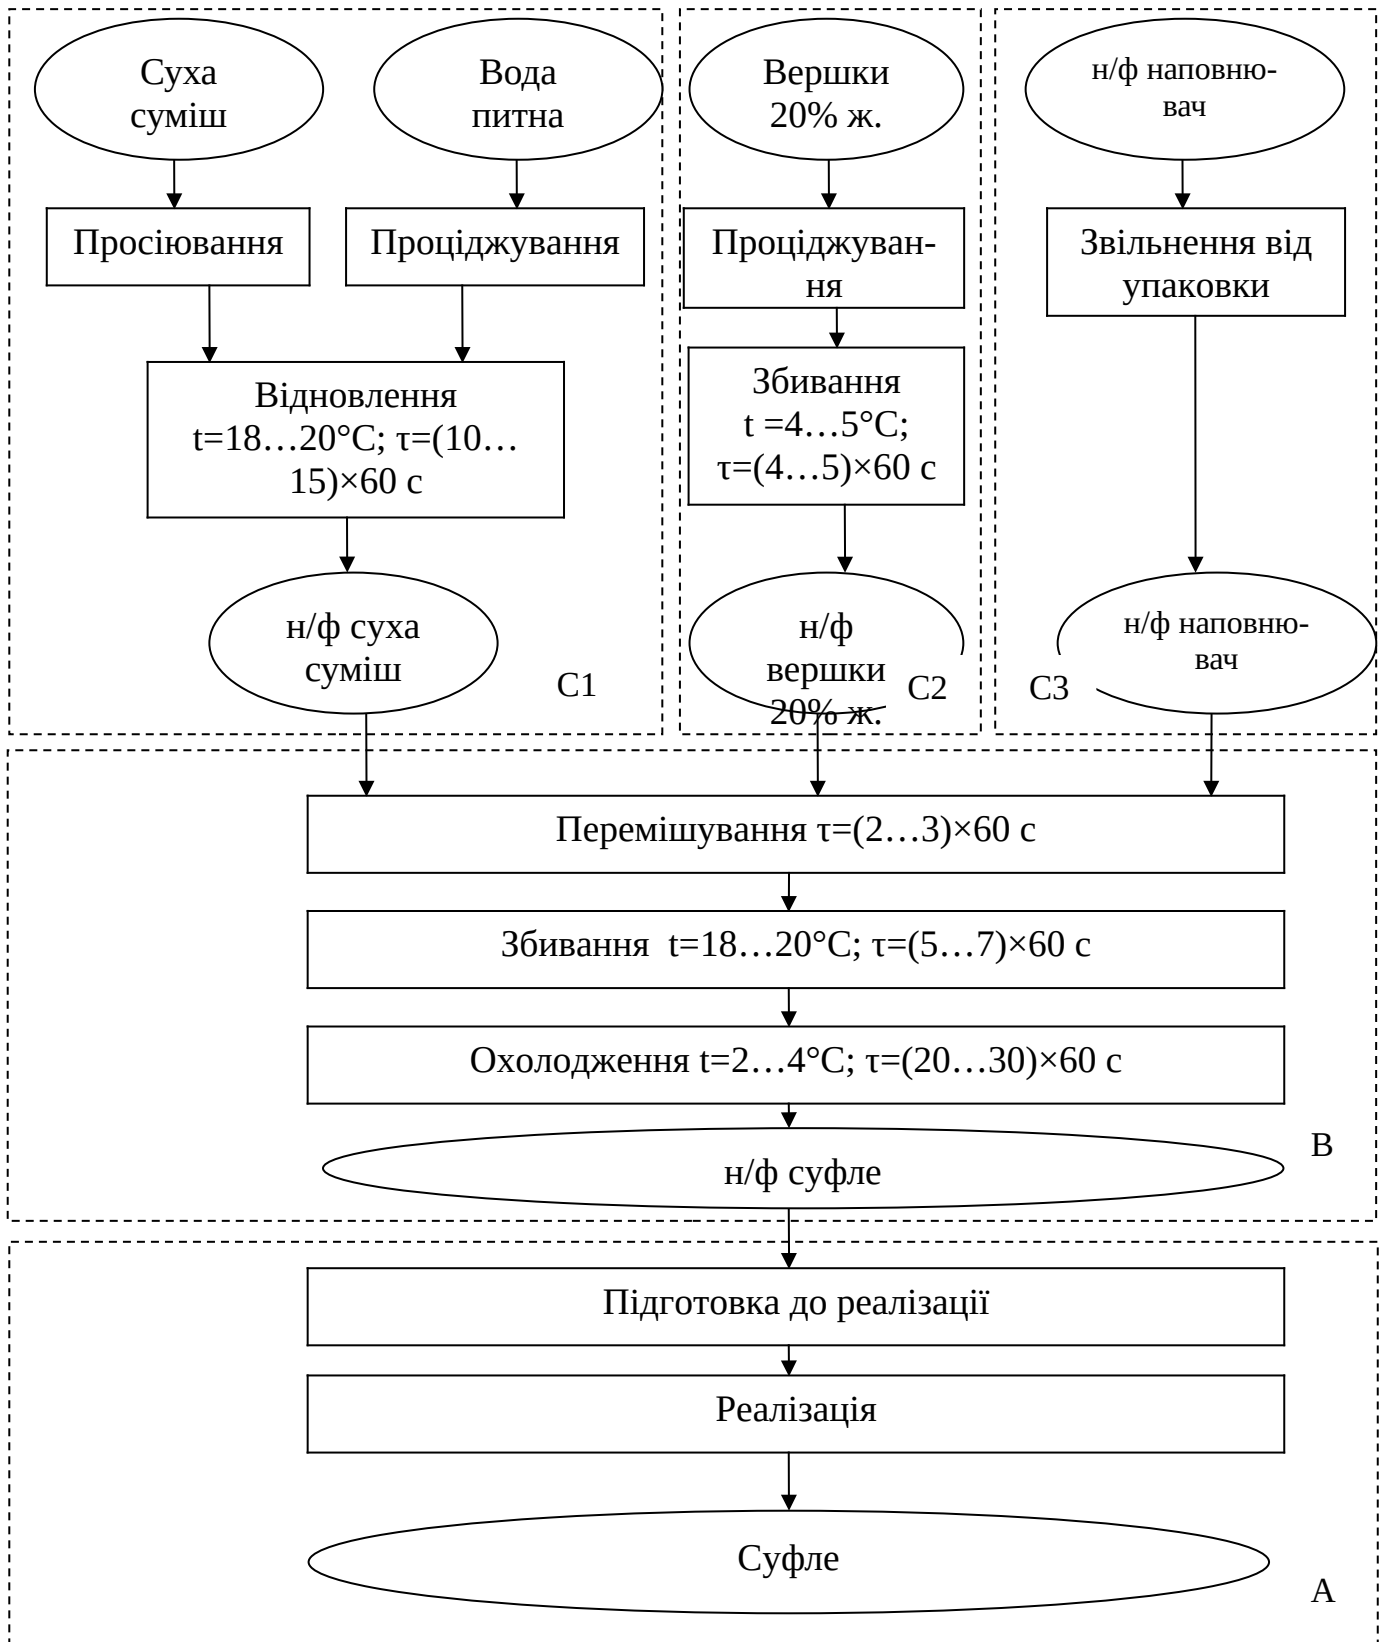 Суха
суміш
Вода
питна
Вершки
20% ж.
н/ф наповню-
вач
Просіювання
Проціджування
Проціджуван-
ня
Звільнення від
упаковки
Відновлення
t=18…20°C; τ=(10…
15)×60 с
Збивання
t =4…5°C;
τ=(4…5)×60 с
н/ф суха
суміш
С1
н/ф
вершки
20% ж.
С2
н/ф наповню-
вач
С3
Перемішування τ=(2…3)×60 с
Збивання  t=18…20°C; τ=(5…7)×60 с
Охолодження t=2…4°C; τ=(20…30)×60 с
н/ф суфле
В
Підготовка до реалізації
Реалізація
Суфле
А